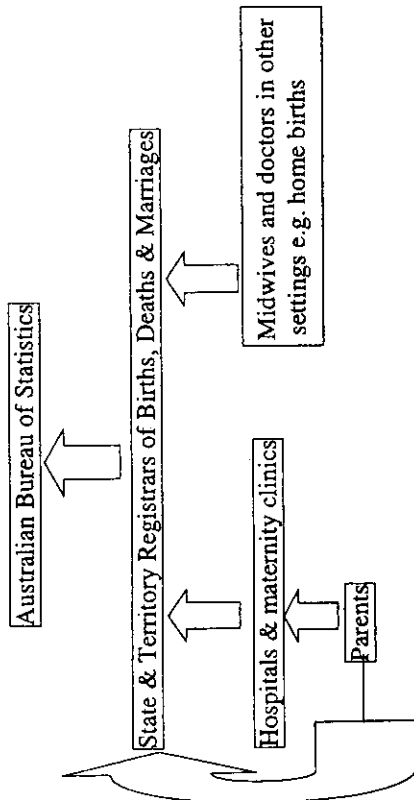 Australian Bureau of Statistics
State & Territory Registrars of Births, Deaths & Marriages
Hospitals & maternity clinics
Midwives and doctors in other
settings e.g. home births
Parents